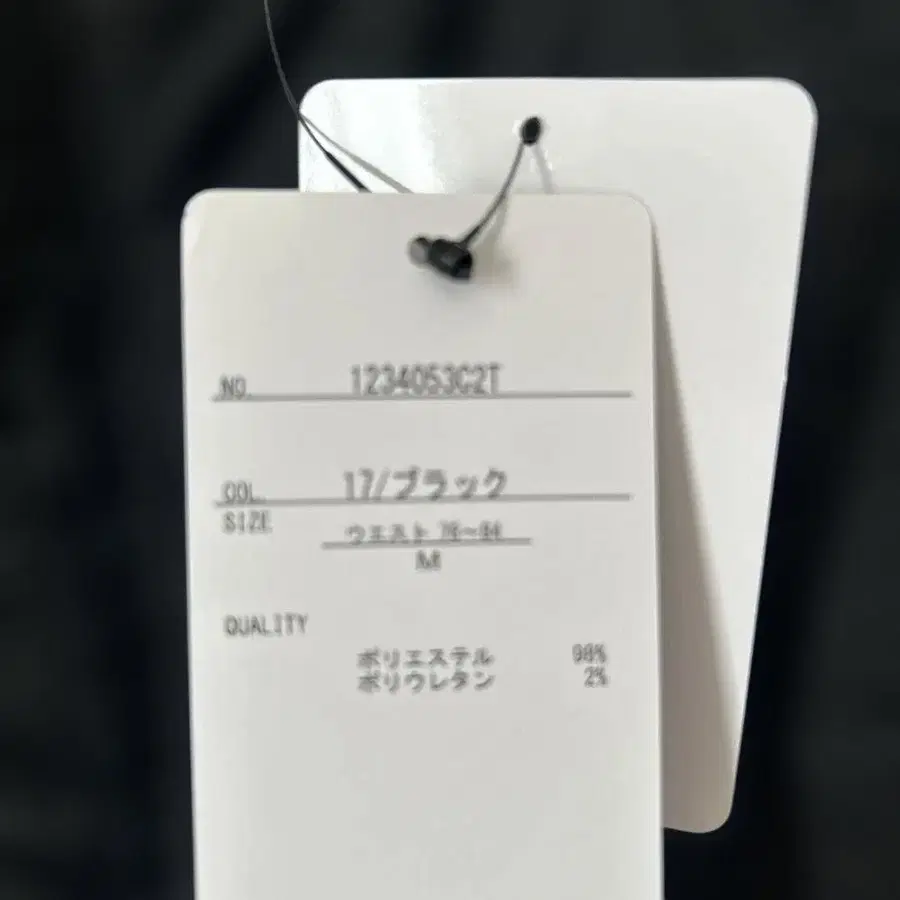 NO. 1234053C2T
COL. 17/ブラック
SIZE ウエスト 76～84
M
QUALITY
ポリエステル 98%
ポリウレタン 2%